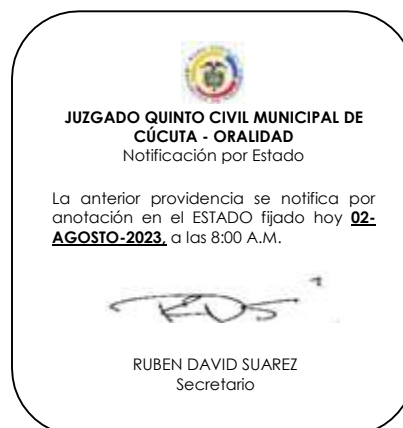 JUZGADO QUINTO CIVIL MUNICIPAL DE
CÚCUTA - ORALIDAD
Notificación por Estado
La anterior providencia se notifica por
anotación en el ESTADO fijado hoy 02-
AGOSTO-2023, a las 8:00 A.M.
RUBEN DAVID SUAREZ
Secretario